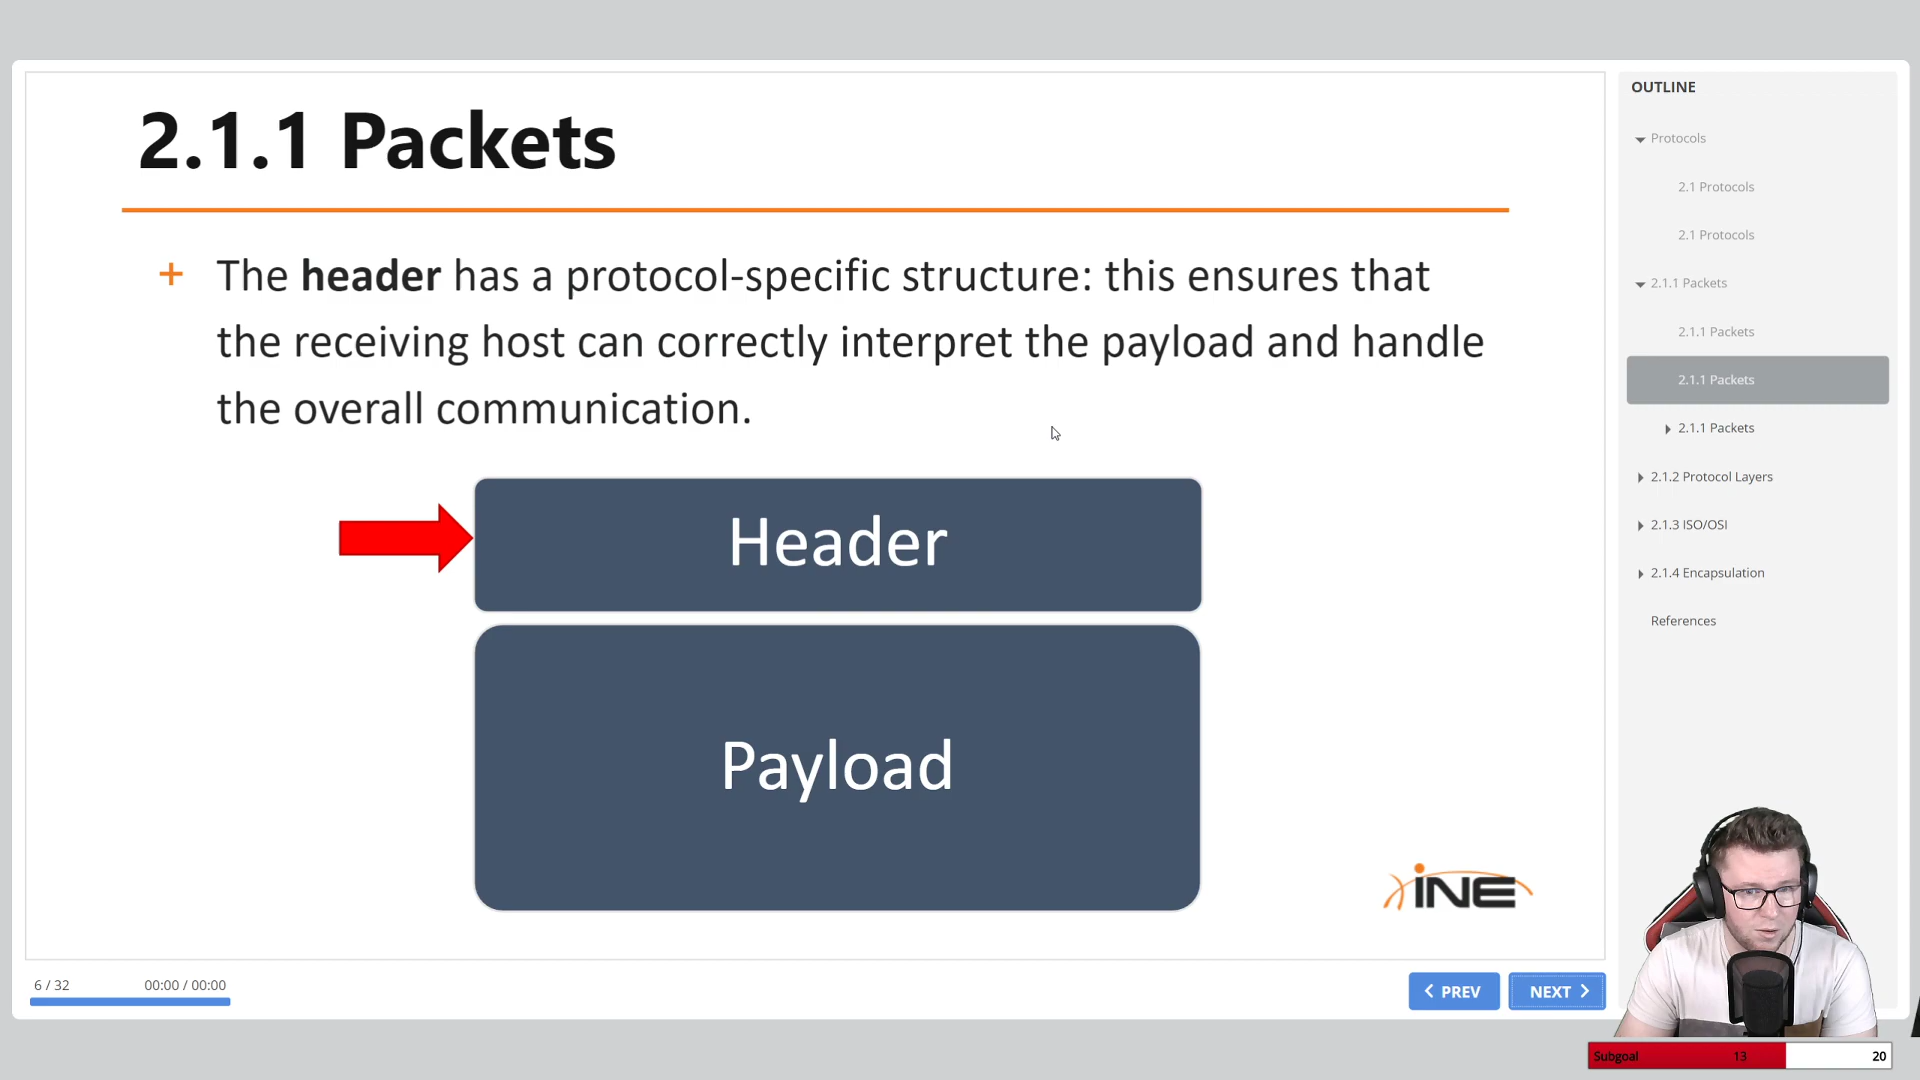 2.1.1 Packets
+ The header has a protocol-specific structure: this ensures that
the receiving host can correctly interpret the payload and handle
the overall communication.
Header
Payload
iNE
6 / 32
00:00 / 00:00
PREV
NEXT
OUTLINE
Protocols
2.1 Protocols
2.1 Protocols
2.1.1 Packets
2.1.1 Packets
2.1.1 Packets
2.1.1 Packets
2.1.2 Protocol Layers
2.1.3 ISO/OSI
2.1.4 Encapsulation
References
Subgoal 13 20